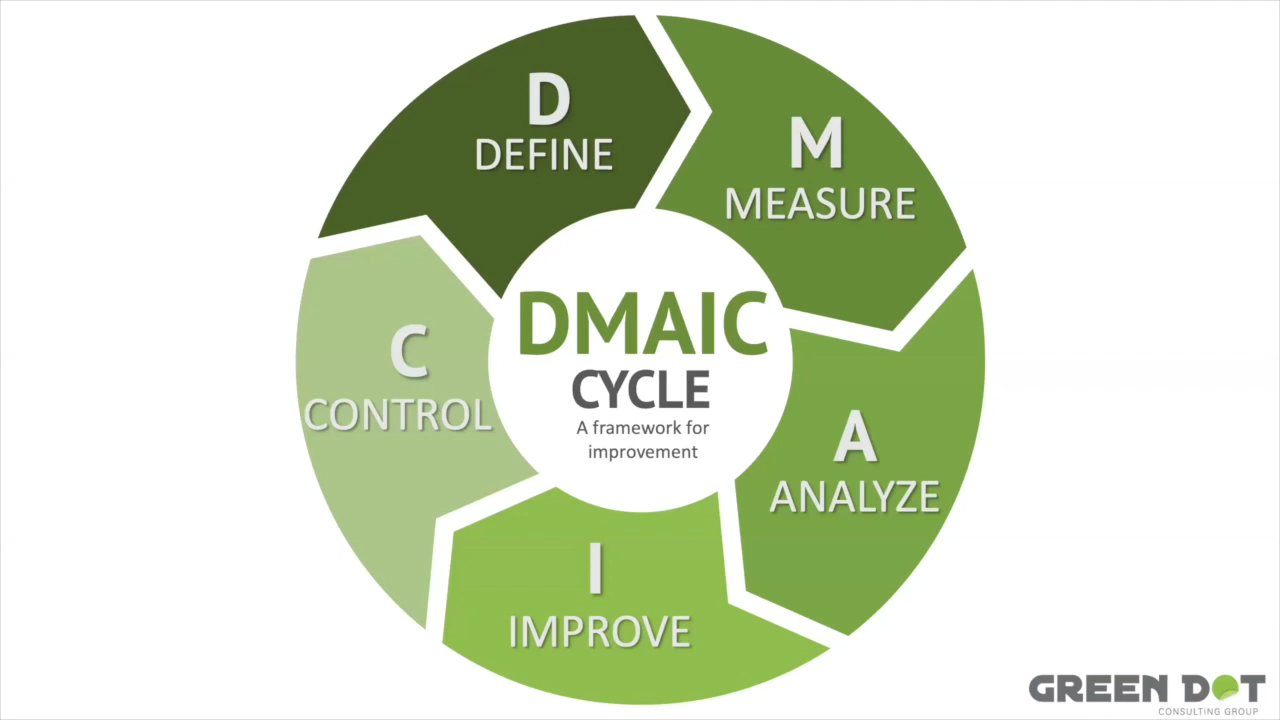 D
DEFINE
M
MEASURE
A
ANALYZE
I
IMPROVE
C
CONTROL
DMAIC
CYCLE
A framework for
improvement
GREEN DOT
CONSULTING GROUP